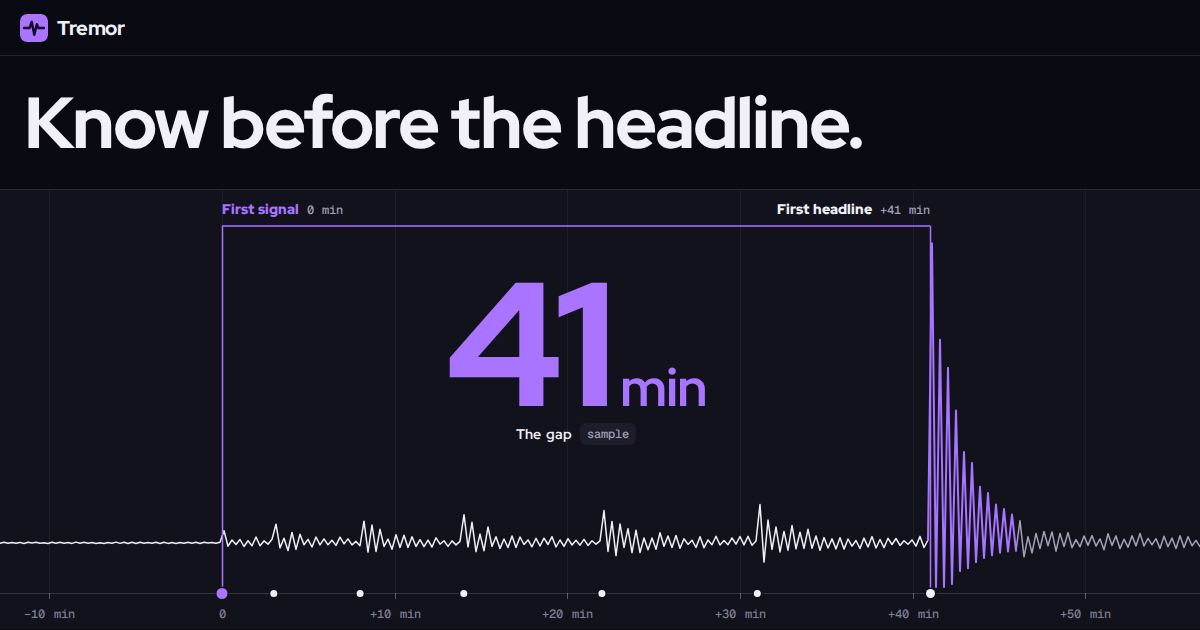 Tremor
Know before the headline.
First signal 0 min
First headline +41 min
41 min
The gap sample
−10 min 0 +10 min +20 min +30 min +40 min +50 min